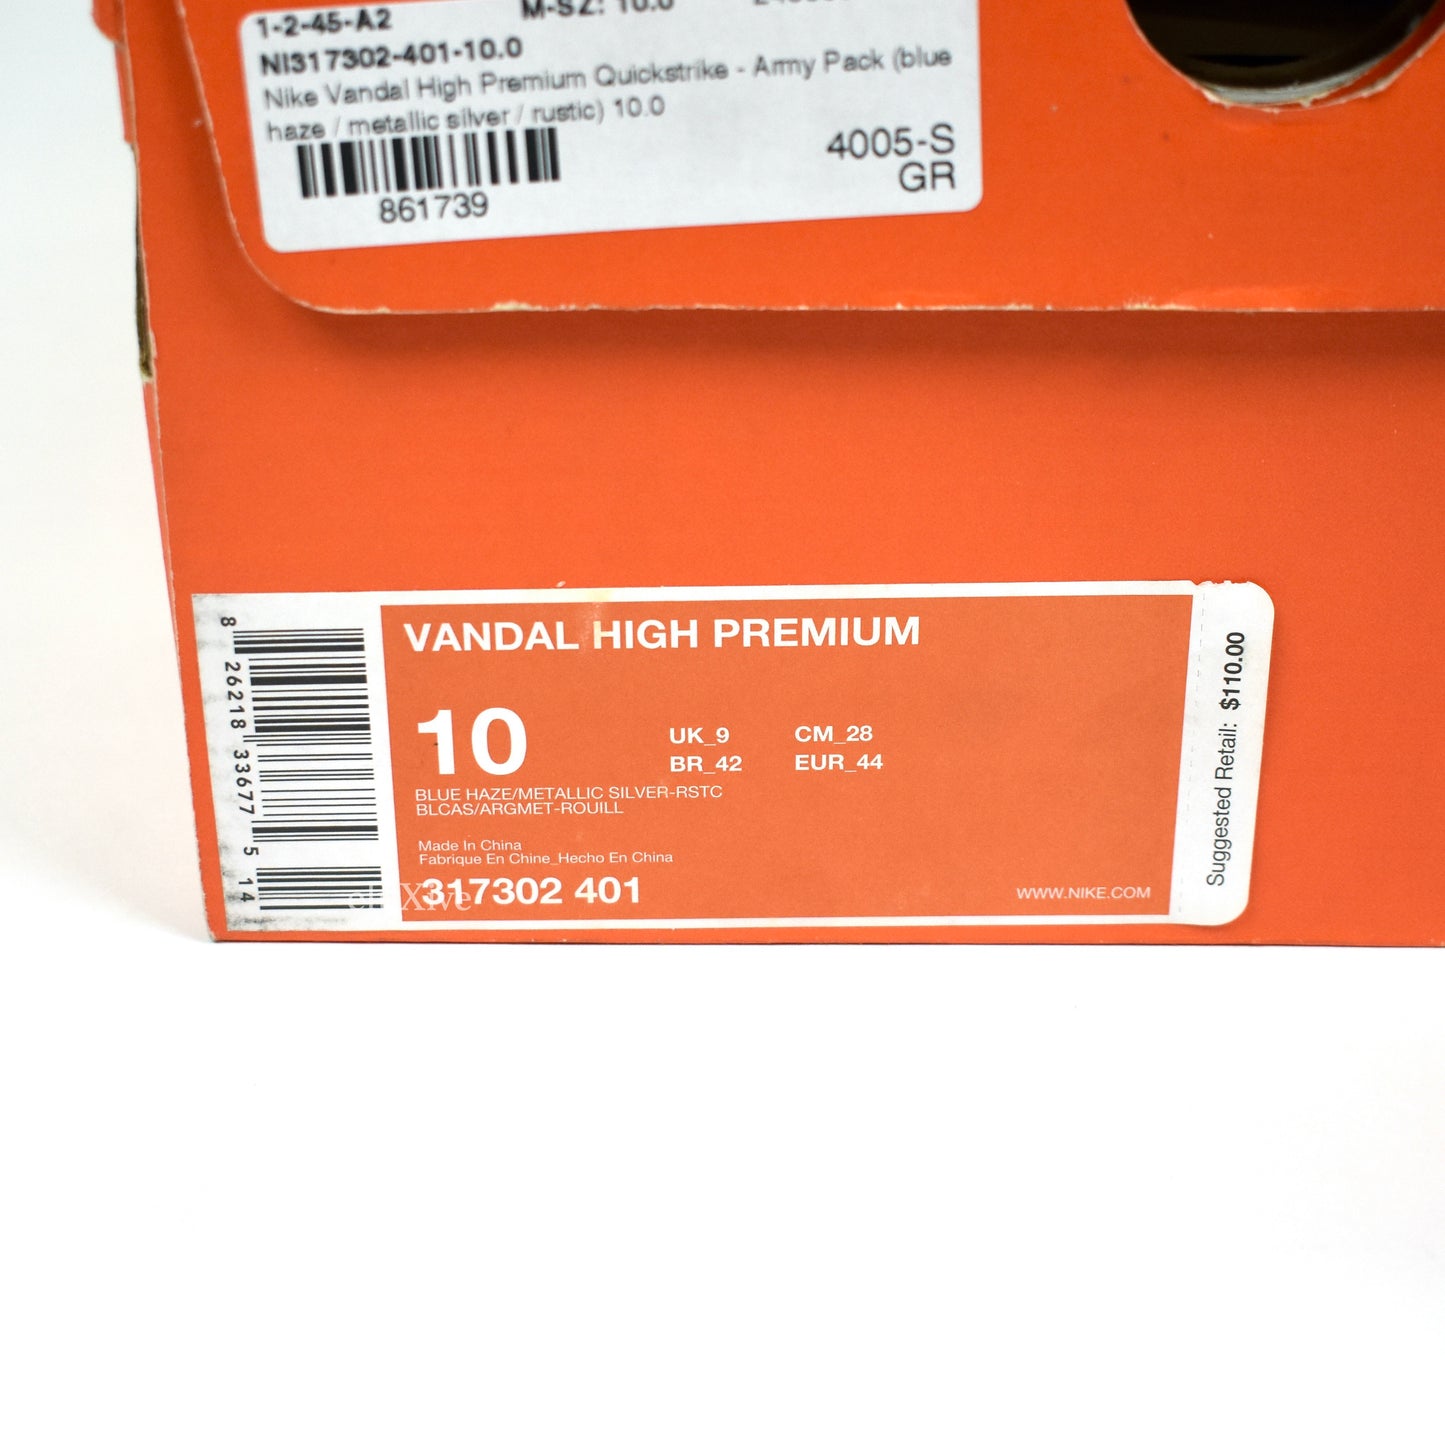 1-2-45-A2
M-SZ: 10.0
NI317302-401-10.0
Nike Vandal High Premium Quickstrike - Army Pack (blue
haze / metallic silver / rustic) 10.0
4005-S
GR
861739
8 26218 33677 5 14
VANDAL HIGH PREMIUM
10
UK_9
CM_28
BR_42
EUR_44
BLUE HAZE/METALLIC SILVER-RSTC
BLCAS/ARGMET-ROUILL
Made In China
Fabrique En Chine_Hecho En China
317302 401
WWW.NIKE.COM
Suggested Retail: $110.00